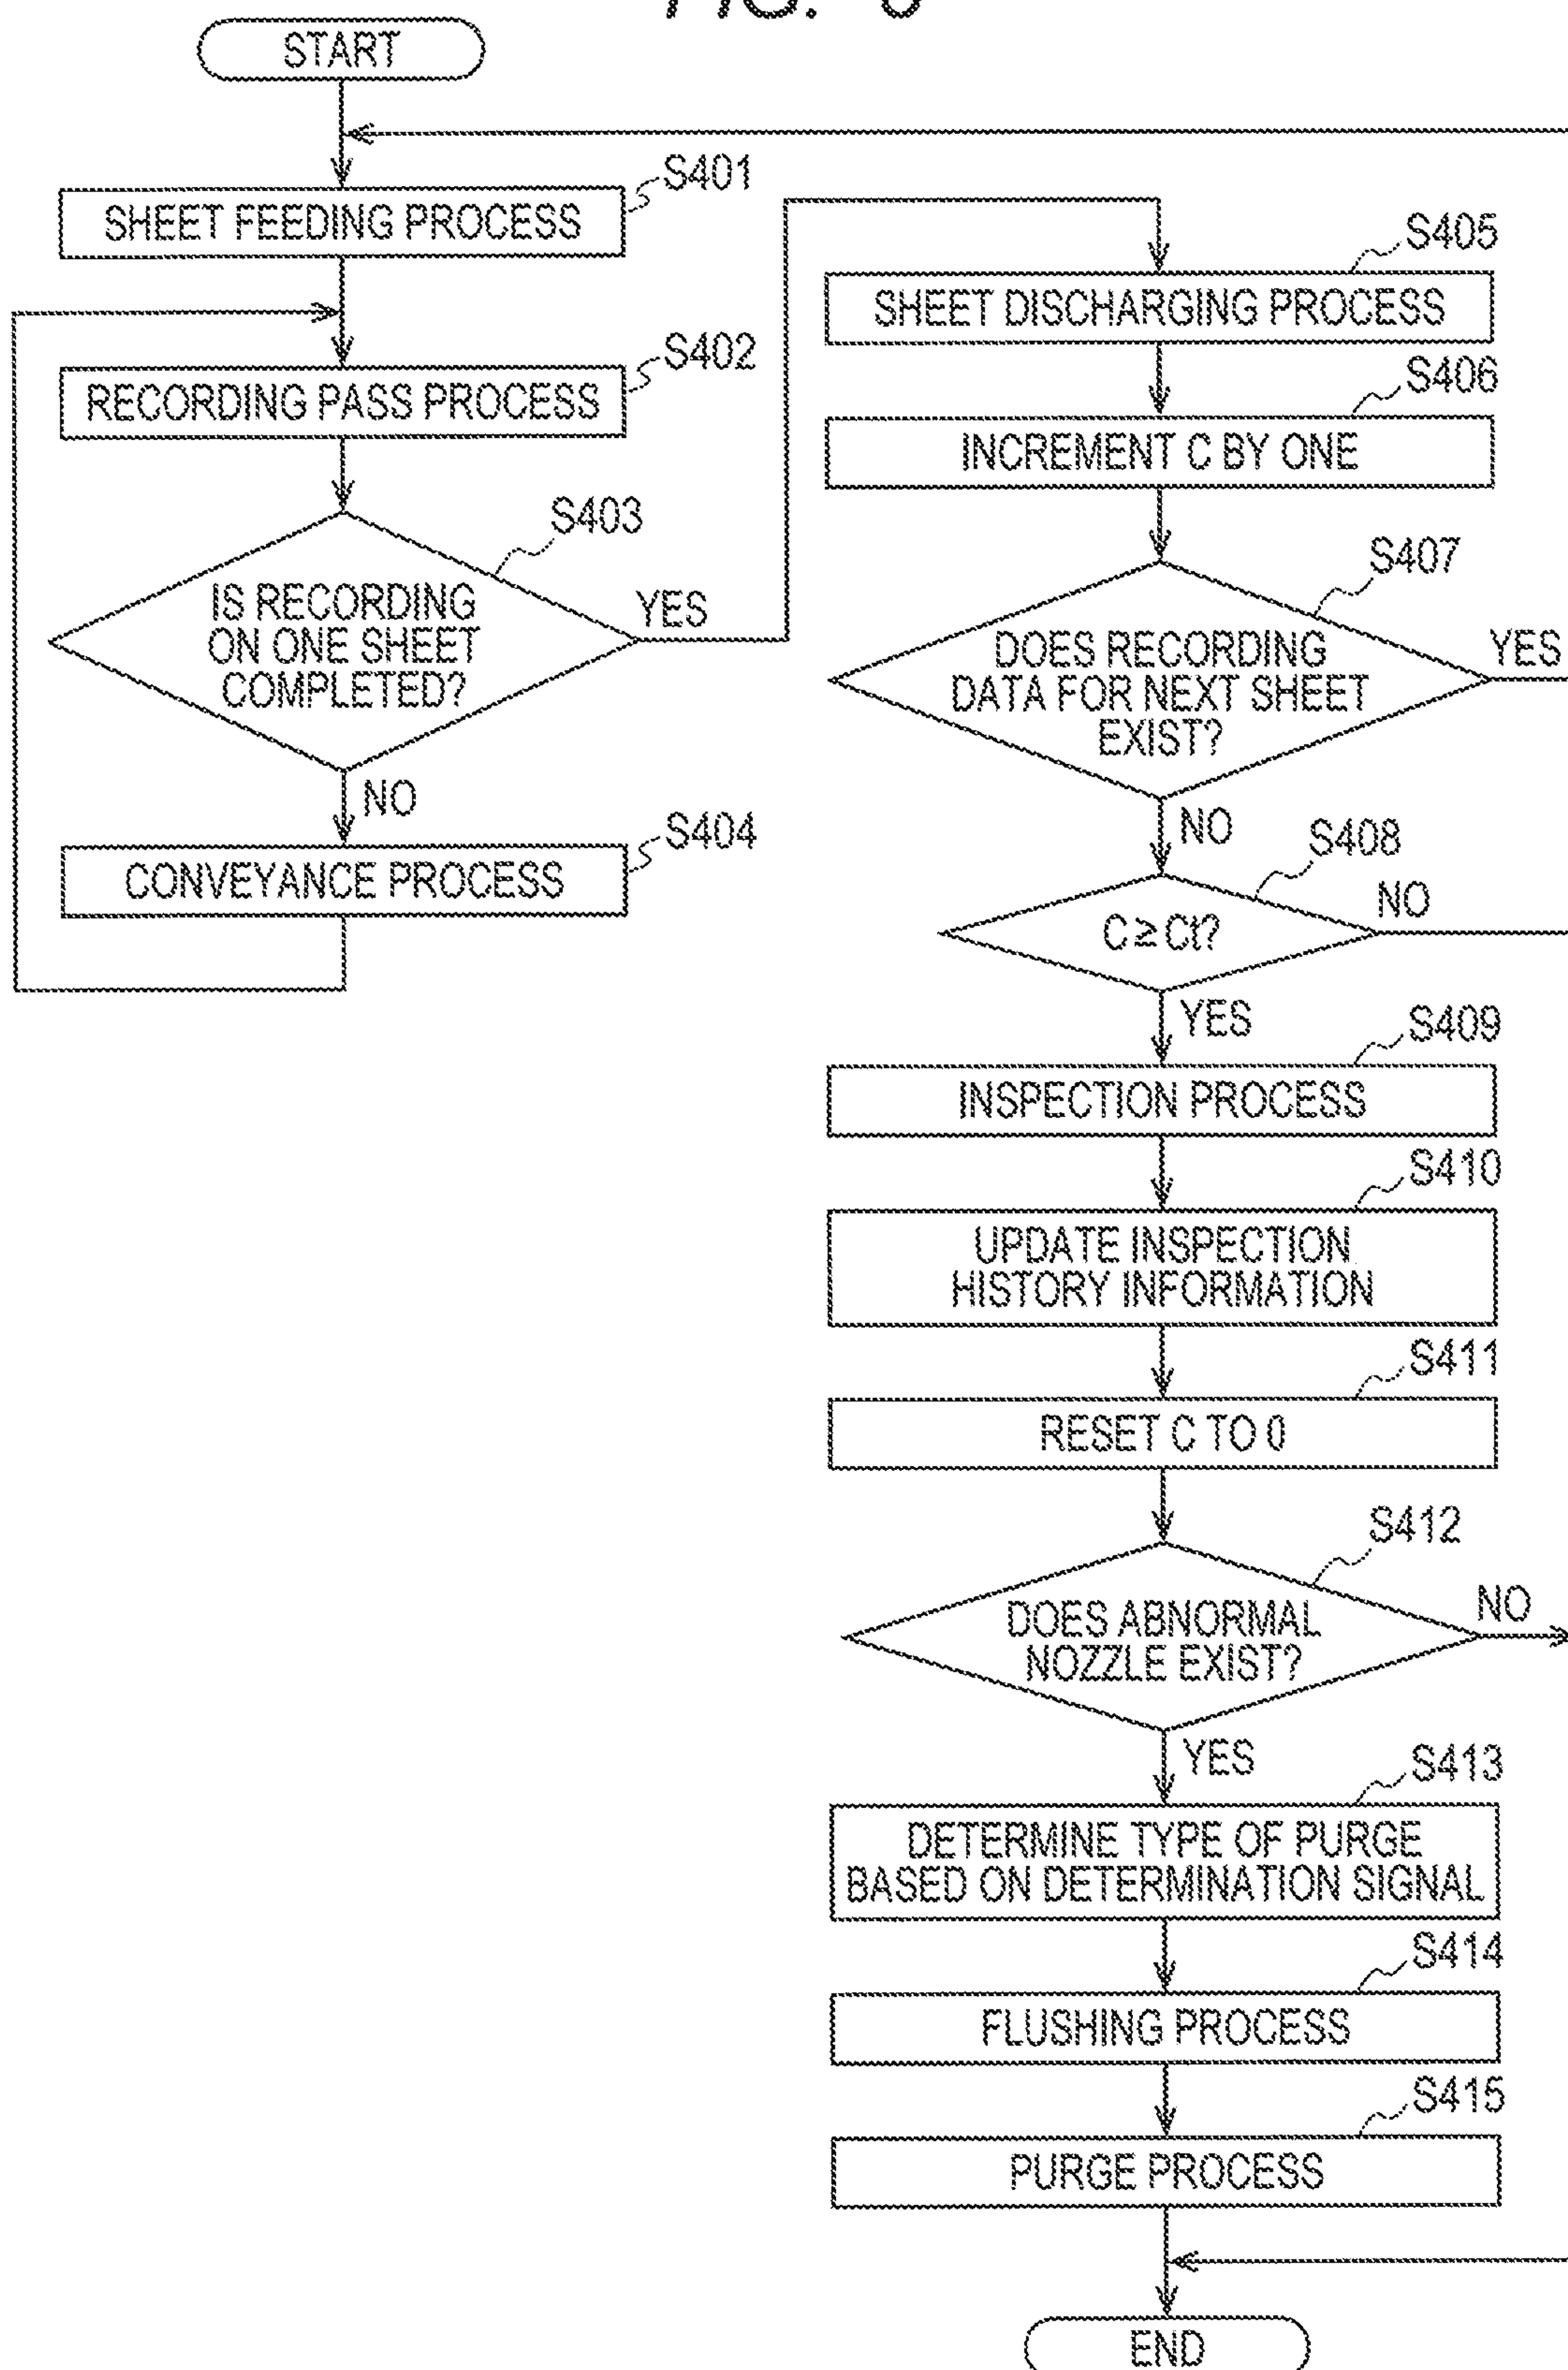 START
SHEET FEEDING PROCESS
S401
RECORDING PASS PROCESS
S402
IS RECORDING
ON ONE SHEET
COMPLETED?
S403
YES
NO
CONVEYANCE PROCESS
S404
SHEET DISCHARGING PROCESS
S405
INCREMENT C BY ONE
S406
DOES RECORDING
DATA FOR NEXT SHEET
EXIST?
S407
YES
NO
C≧Ct?
S408
NO
YES
INSPECTION PROCESS
S409
UPDATE INSPECTION
HISTORY INFORMATION
S410
RESET C TO 0
S411
DOES ABNORMAL
NOZZLE EXIST?
S412
NO
YES
DETERMINE TYPE OF PURGE
BASED ON DETERMINATION SIGNAL
S413
FLUSHING PROCESS
S414
PURGE PROCESS
S415
END